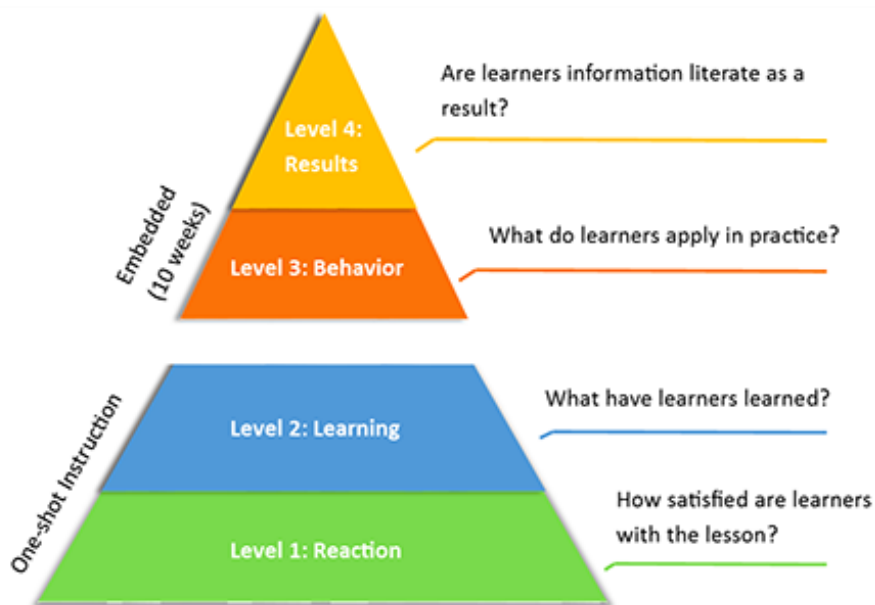 Are learners information literate as a
result?
Level 4:
Results
Embedded
(10 weeks)
What do learners apply in practice?
Level 3: Behavior
What have learners learned?
Level 2: Learning
One-shot Instruction
How satisfied are learners
with the lesson?
Level 1: Reaction